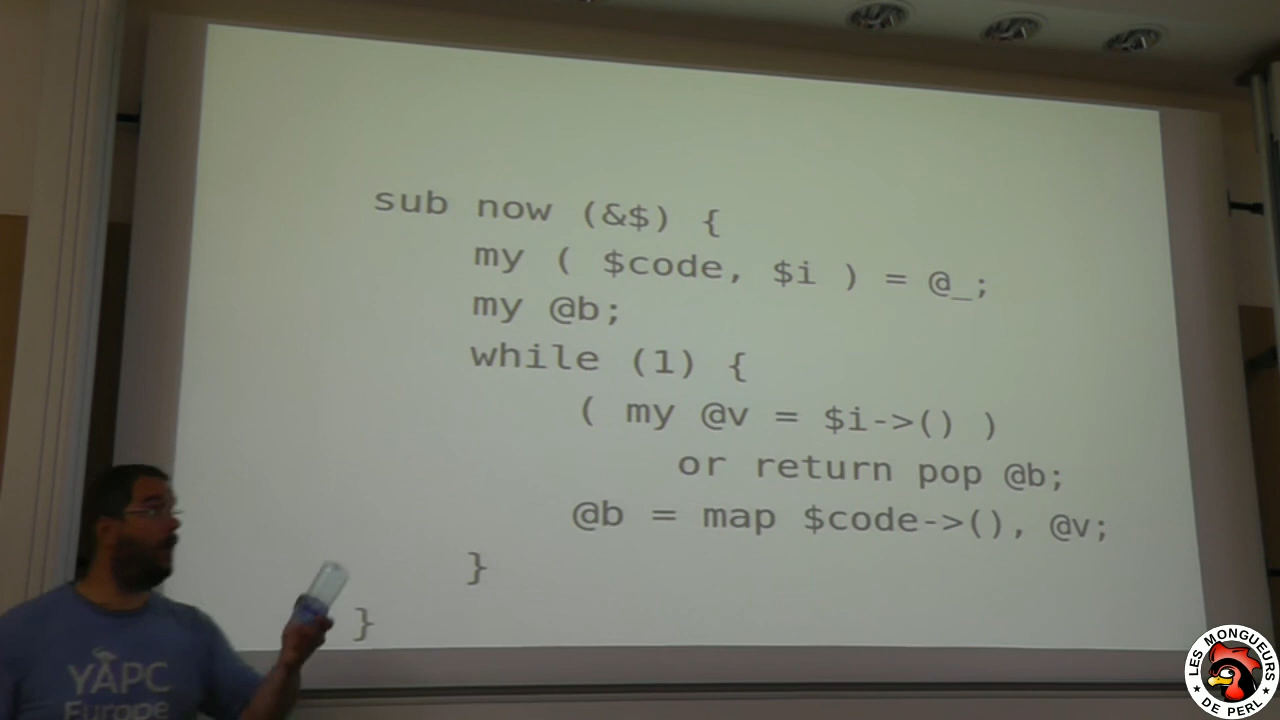 sub now (&$) {
my ( $code, $i ) = @_;
my @b;
while (1) {
( my @v = $i->() )
or return pop @b;
@b = map $code->(), @v;
}
}
YAPC
Europe
LES MONGUEURS
DE PERL